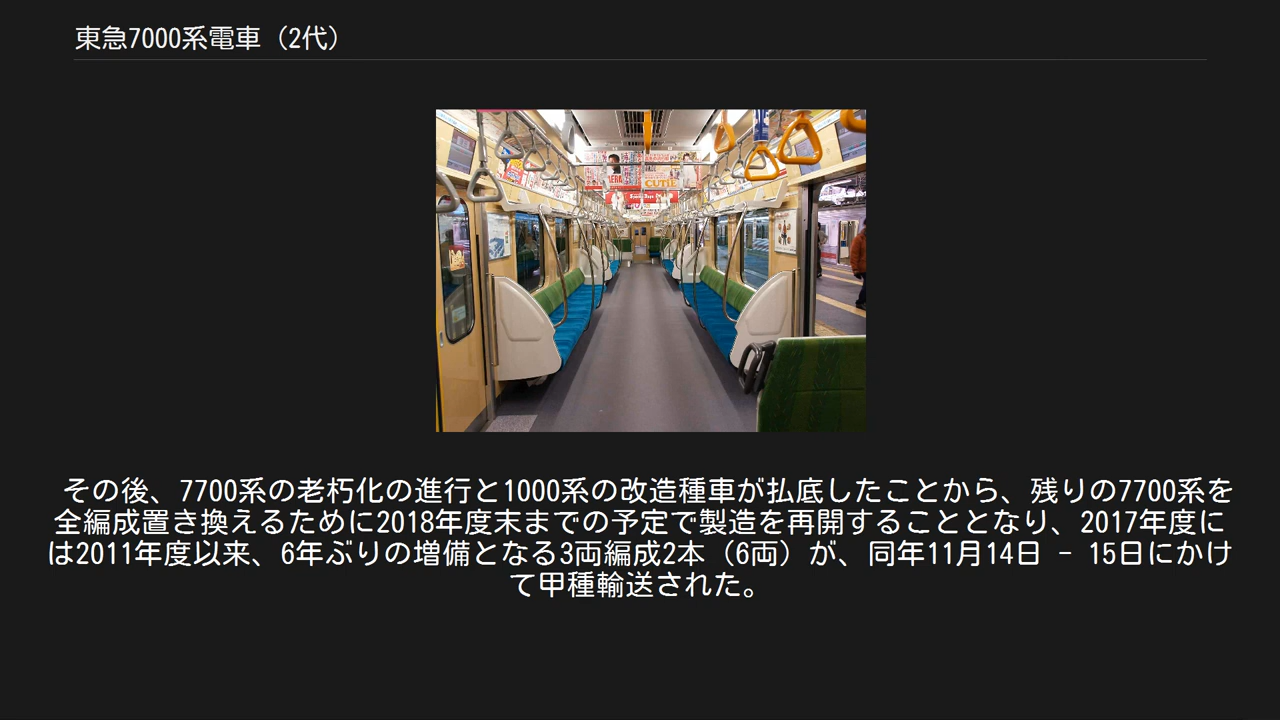 東急7000系電車（2代）
AERA
CUTIE
その後、7700系の老朽化の進行と1000系の改造種車が払底したことから、残りの7700系を
全編成置き換えるために2018年度末までの予定で製造を再開することとなり、2017年度に
は2011年度以来、6年ぶりの増備となる3両編成2本（6両）が、同年11月14日 - 15日にかけ
て甲種輸送された。